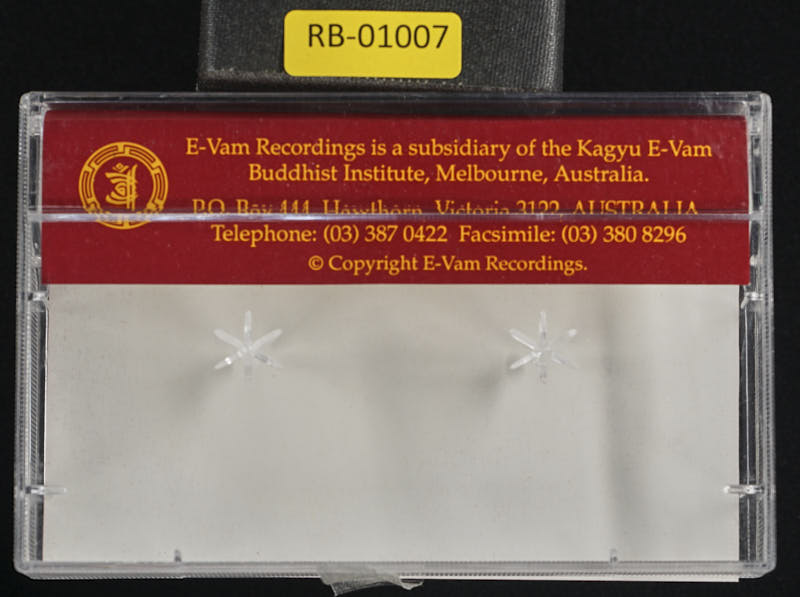 RB-01007
E-Vam Recordings is a subsidiary of the Kagyu E-Vam
Buddhist Institute, Melbourne, Australia.
P.O. Box 444, Hawthorn, Victoria 3122, AUSTRALIA
Telephone: (03) 387 0422 Facsimile: (03) 380 8296
© Copyright E-Vam Recordings.